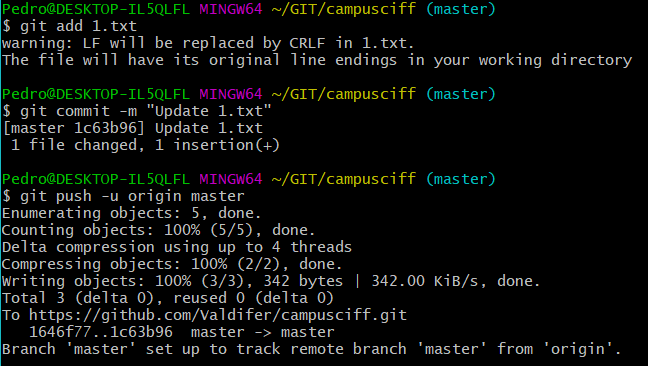 Pedro@DESKTOP-IL5QLFL MINGW64 ~/GIT/campusciff (master)
$ git add 1.txt
warning: LF will be replaced by CRLF in 1.txt.
The file will have its original line endings in your working directory
Pedro@DESKTOP-IL5QLFL MINGW64 ~/GIT/campusciff (master)
$ git commit -m "Update 1.txt"
[master 1c63b96] Update 1.txt
 1 file changed, 1 insertion(+)
Pedro@DESKTOP-IL5QLFL MINGW64 ~/GIT/campusciff (master)
$ git push -u origin master
Enumerating objects: 5, done.
Counting objects: 100% (5/5), done.
Delta compression using up to 4 threads
Compressing objects: 100% (2/2), done.
Writing objects: 100% (3/3), 342 bytes | 342.00 KiB/s, done.
Total 3 (delta 0), reused 0 (delta 0)
To https://github.com/Valdifer/campusciff.git
   1646f77..1c63b96  master -> master
Branch 'master' set up to track remote branch 'master' from 'origin'.